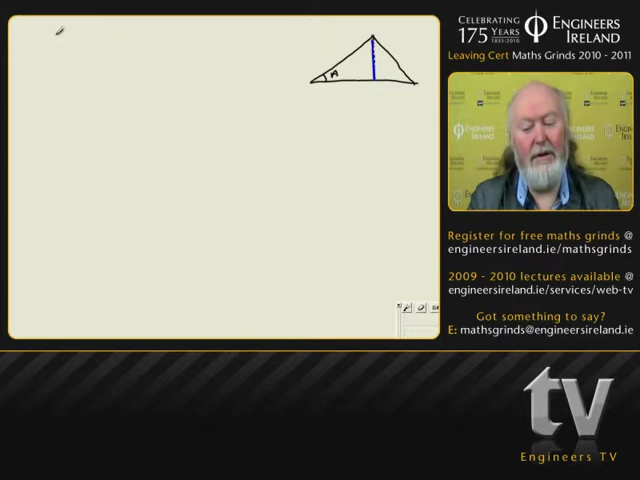 CELEBRATING
175 YEARS
1835-2010
ENGINEERS
IRELAND
Leaving Cert Maths Grinds 2010 - 2011
A
Register for free maths grinds @
engineersireland.ie/mathsgrinds
2009 - 2010 lectures available @
engineersireland.ie/services/web-tv
Got something to say?
E: mathsgrinds@engineersireland.ie
tv
Engineers TV